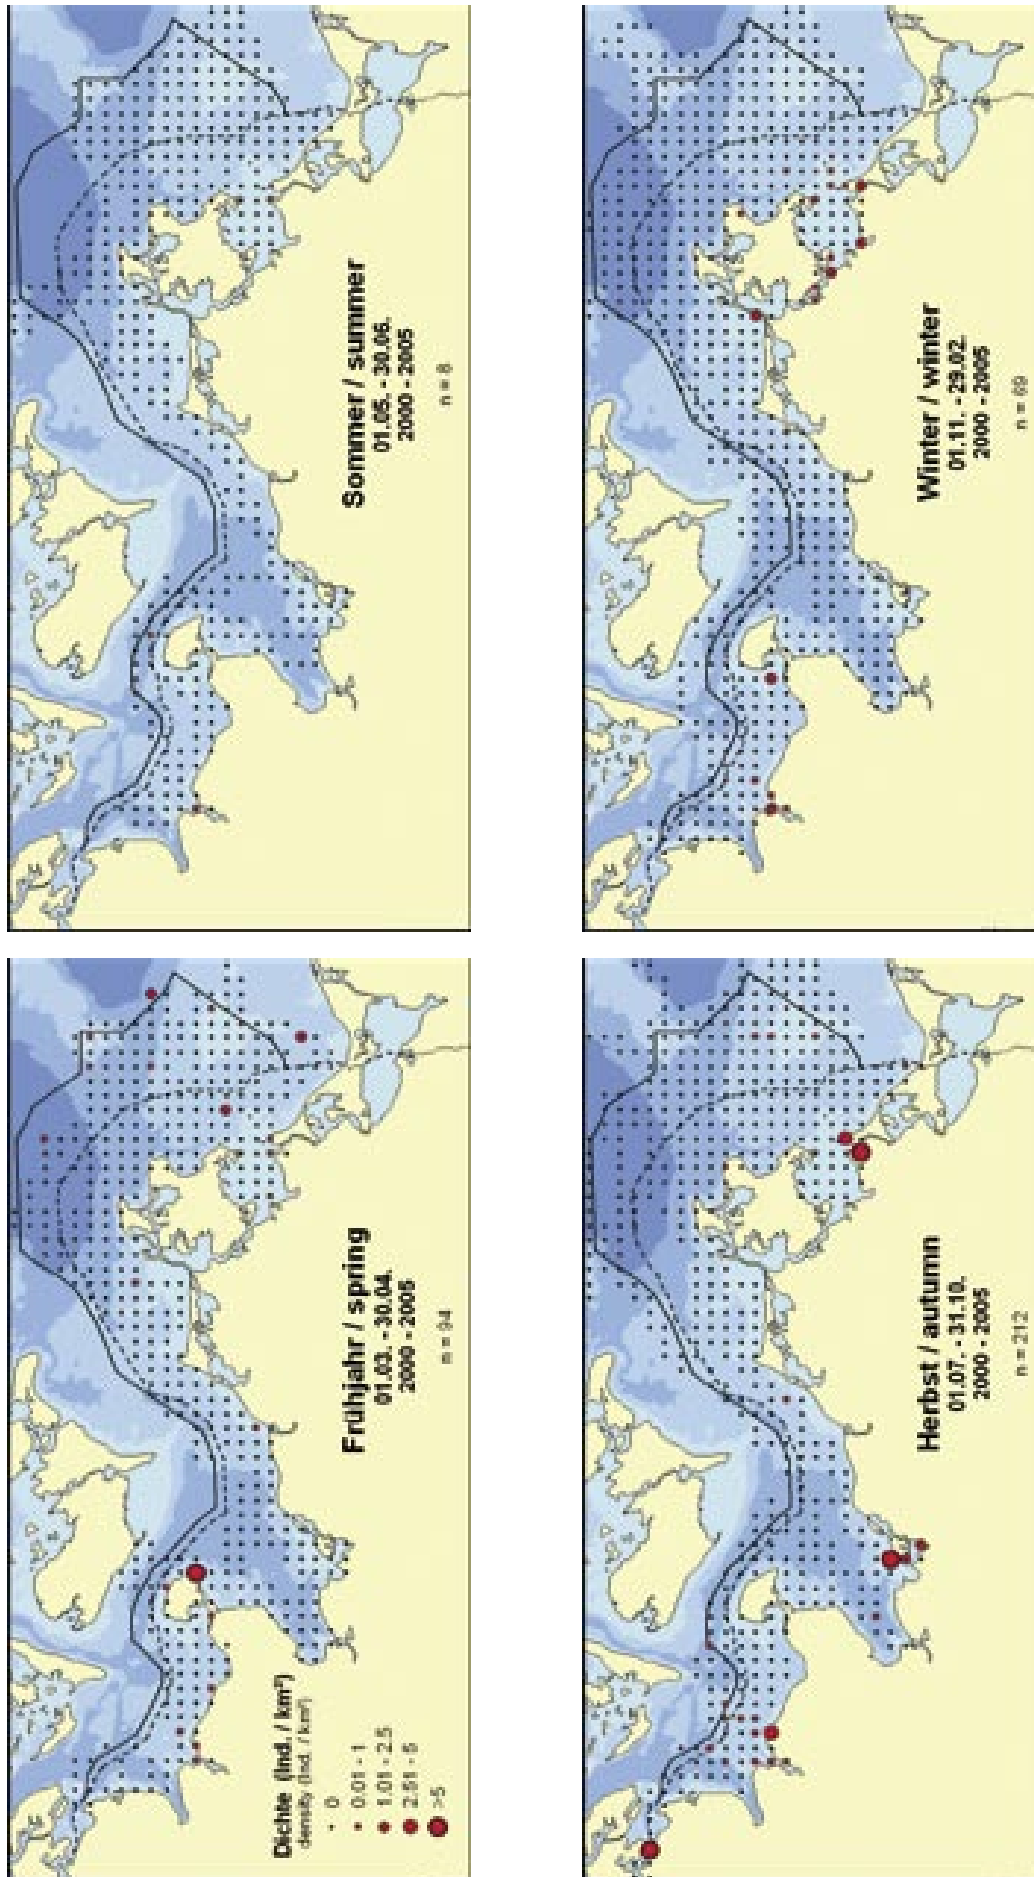 Frühjahr / spring
01.03. - 30.04.
2000 - 2005
n = 94
Dichte (Ind. / km²)
density (Ind. / km²)
0
0.01 - 1
1.01 - 2.5
2.51 - 5
>5
Sommer / summer
01.05. - 30.06.
2000 - 2005
n = 8
Herbst / autumn
01.07. - 31.10.
2000 - 2005
n = 212
Winter / winter
01.11. - 29.02.
2000 - 2005
n = 69